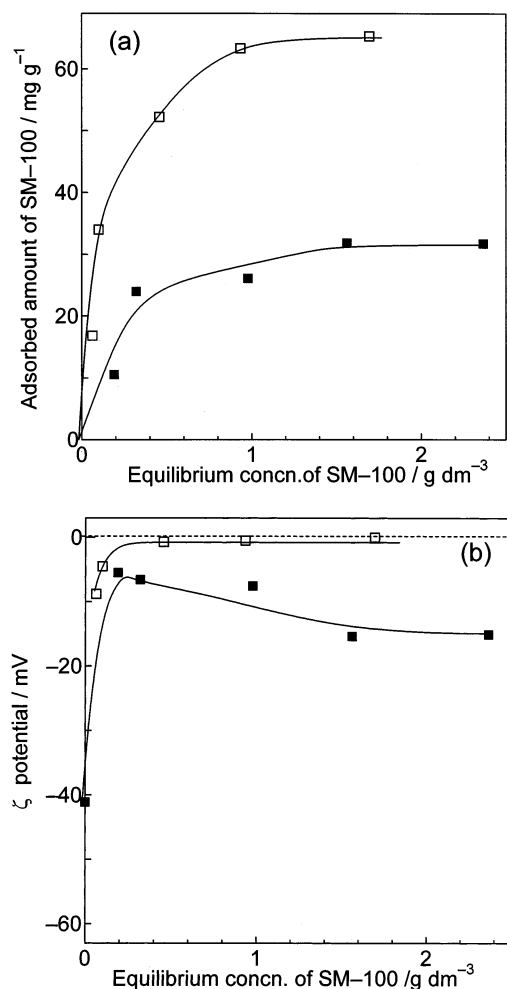 (a)
60
40
20
0
Adsorbed amount of SM–100 / mg g⁻¹
0 1 2
Equilibrium concn.of SM–100 / g dm⁻³
(b)
0
–20
–40
–60
ζ potential / mV
0 1 2
Equilibrium concn. of SM–100 /g dm⁻³